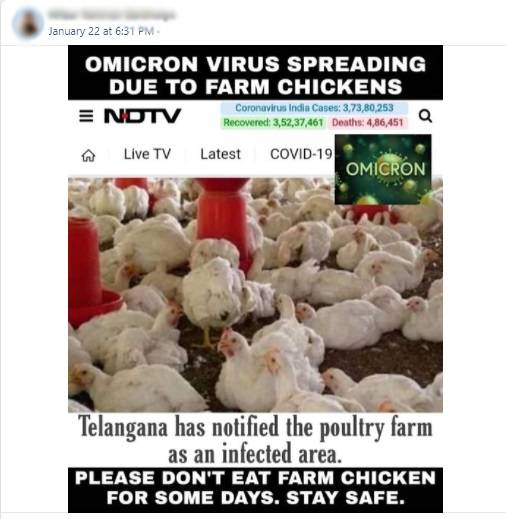 January 22 at 6:31 PM ·
OMICRON VIRUS SPREADING
DUE TO FARM CHICKENS
NDTV
Coronavirus India Cases: 3,73,80,253
Recovered: 3,52,37,461 Deaths: 4,86,451
Live TV Latest COVID-19
OMICRON
Telangana has notified the poultry farm
as an infected area.
PLEASE DON'T EAT FARM CHICKEN
FOR SOME DAYS. STAY SAFE.